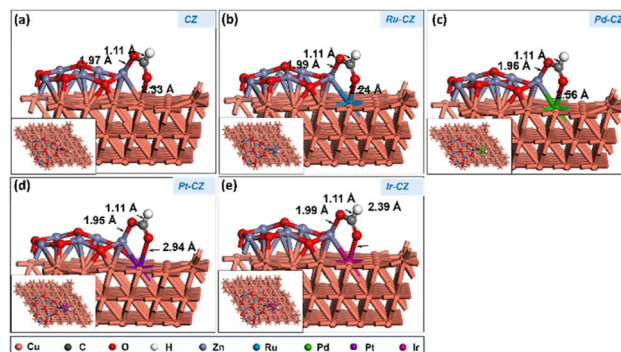 (a) CZ
1.11 Å
1.97 Å
2.33 Å
(b) Ru-CZ
1.11 Å
1.99 Å
2.24 Å
(c) Pd-CZ
1.11 Å
1.96 Å
2.56 Å
(d) Pt-CZ
1.11 Å
1.95 Å
2.94 Å
(e) Ir-CZ
1.11 Å
2.39 Å
1.99 Å
Cu C O H Zn Ru Pd Pt Ir